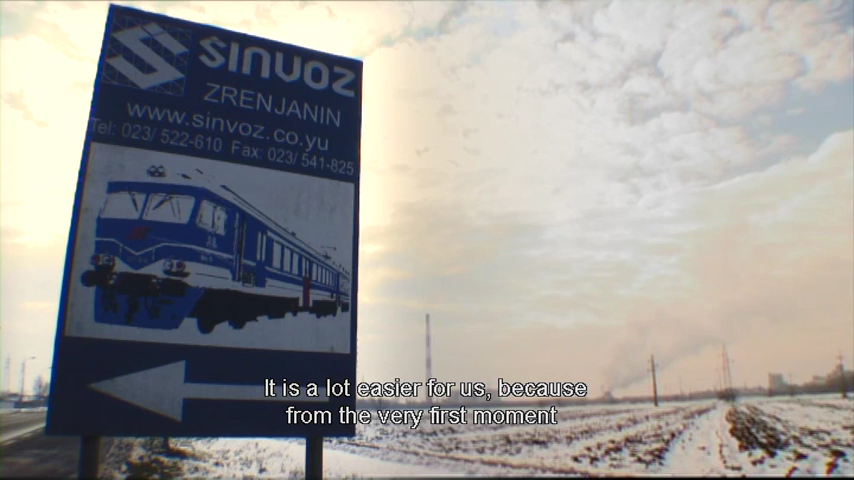 SINVOZ
ZRENJANIN
www.sinvoz.co.yu
Tel: 023/ 522-610 Fax: 023/ 541-825
It is a lot easier for us, because
from the very first moment